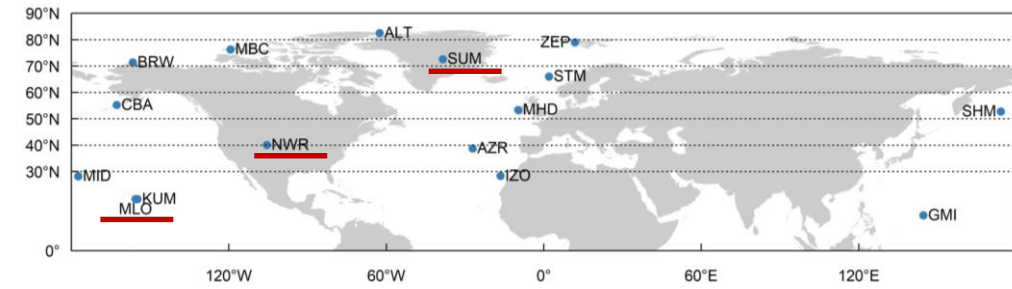 90°N
ALT
80°N
MBC
SUM
ZEP
BRW
70°N
STM
60°N
CBA
MHD
SHM
50°N
NWR
AZR
40°N
30°N
MID
IZO
KUM
MLO
GMI
0°
120°W
60°W
0°
60°E
120°E